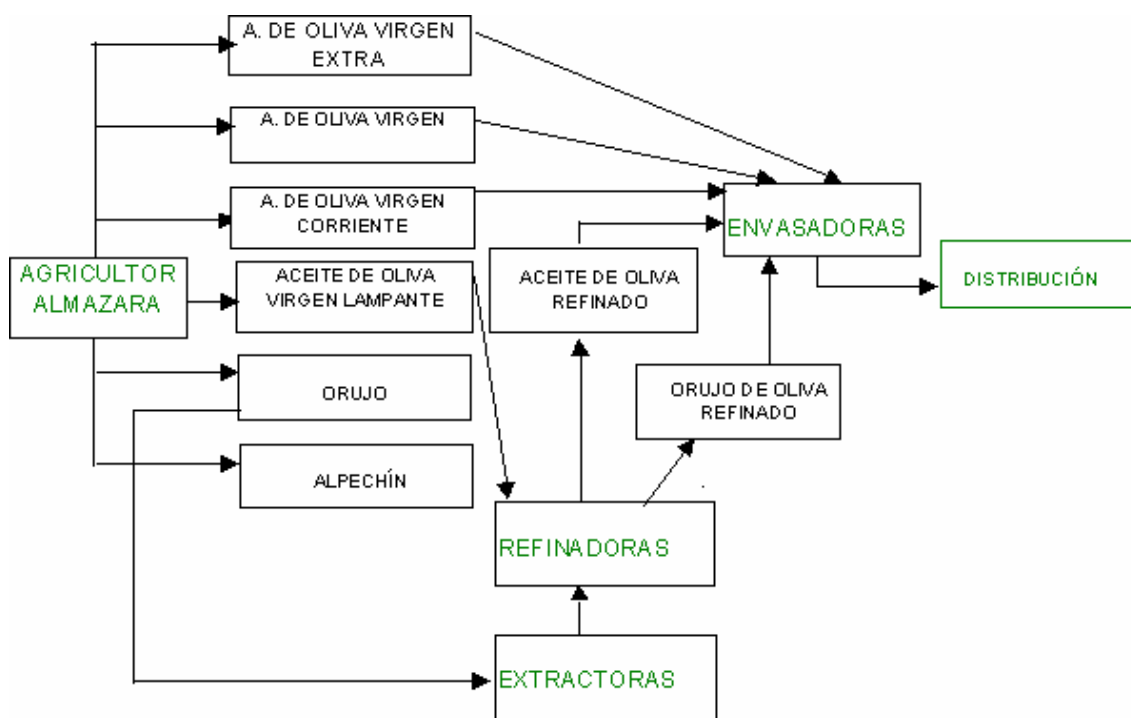 A. DE OLIVA VIRGEN
EXTRA
A. DE OLIVA VIRGEN
A. DE OLIVA VIRGEN
CORRIENTE
ENVASADORAS
AGRICULTOR
ALMAZARA
ACEITE DE OLIVA
VIRGEN LAMPANTE
ACEITE DE OLIVA
REFINADO
DISTRIBUCIÓN
ORUJO
ORUJO DE OLIVA
REFINADO
ALPECHÍN
REFINADORAS
EXTRACTORAS